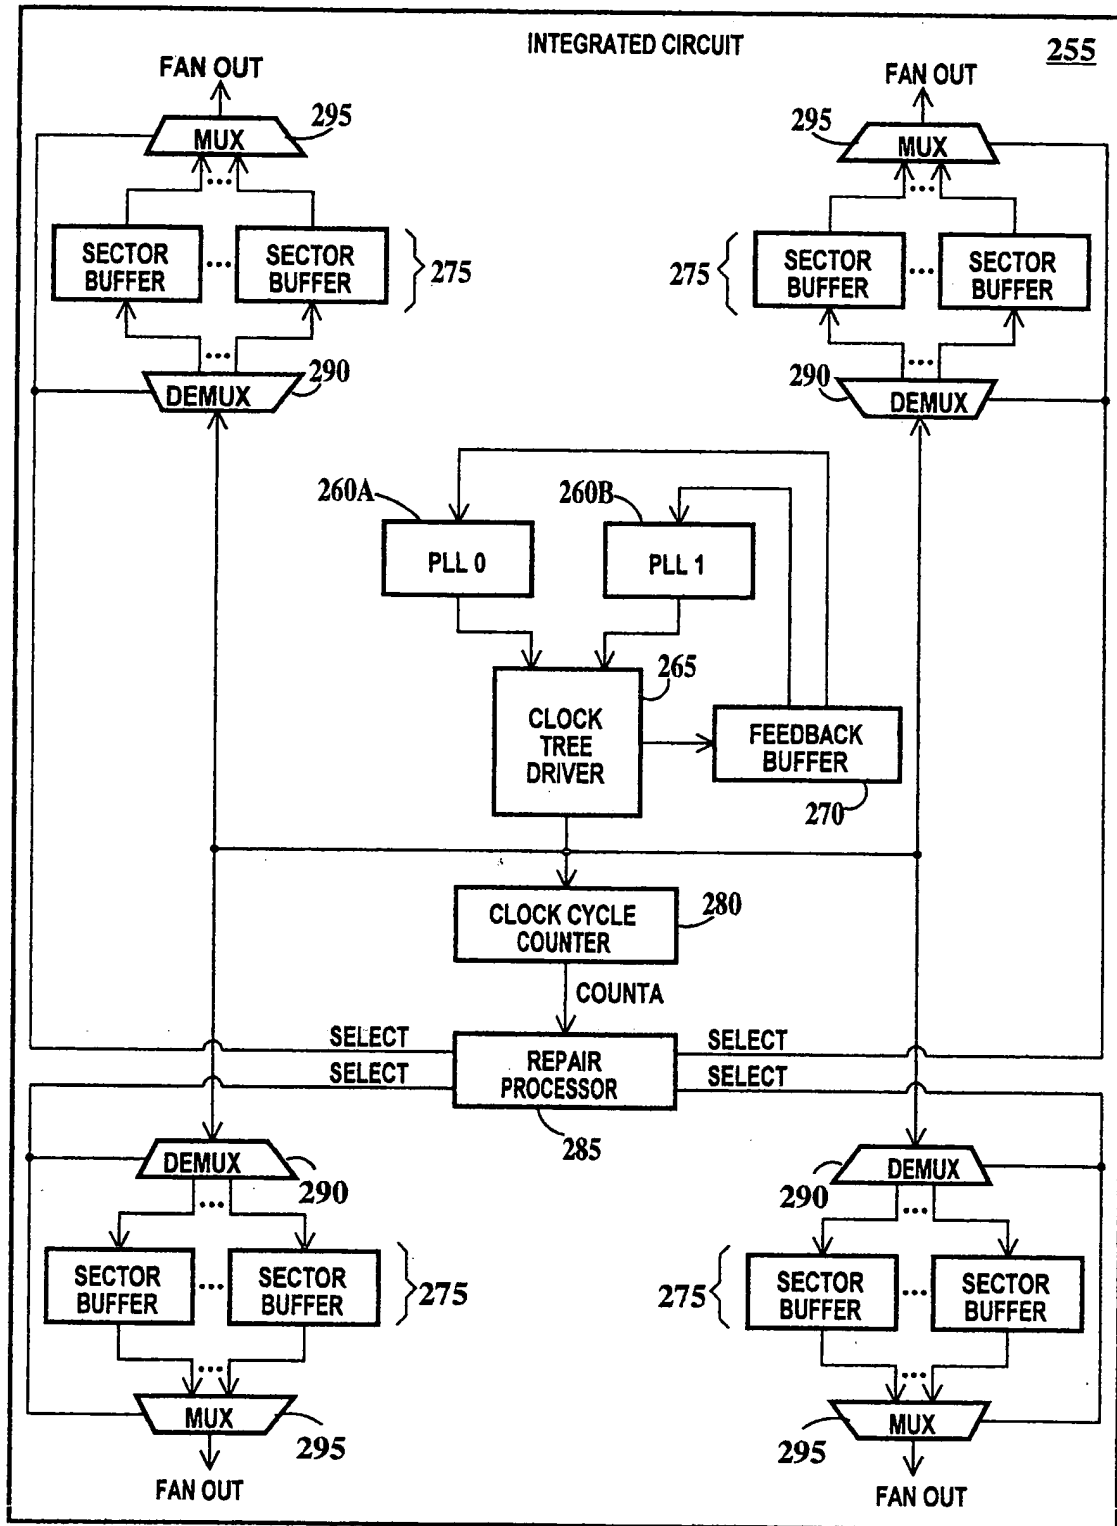 INTEGRATED CIRCUIT
255
FAN OUT
FAN OUT
295
295
MUX
MUX
...
...
SECTOR
BUFFER
...
SECTOR
BUFFER
275
275
SECTOR
BUFFER
...
SECTOR
BUFFER
...
...
290
290
DEMUX
DEMUX
260A
260B
PLL 0
PLL 1
265
CLOCK
TREE
DRIVER
FEEDBACK
BUFFER
270
CLOCK CYCLE
COUNTER
280
COUNTA
SELECT
SELECT
REPAIR
PROCESSOR
SELECT
SELECT
285
DEMUX
290
290
DEMUX
...
...
SECTOR
BUFFER
...
SECTOR
BUFFER
275
275
SECTOR
BUFFER
...
SECTOR
BUFFER
...
...
MUX
295
295
MUX
FAN OUT
FAN OUT